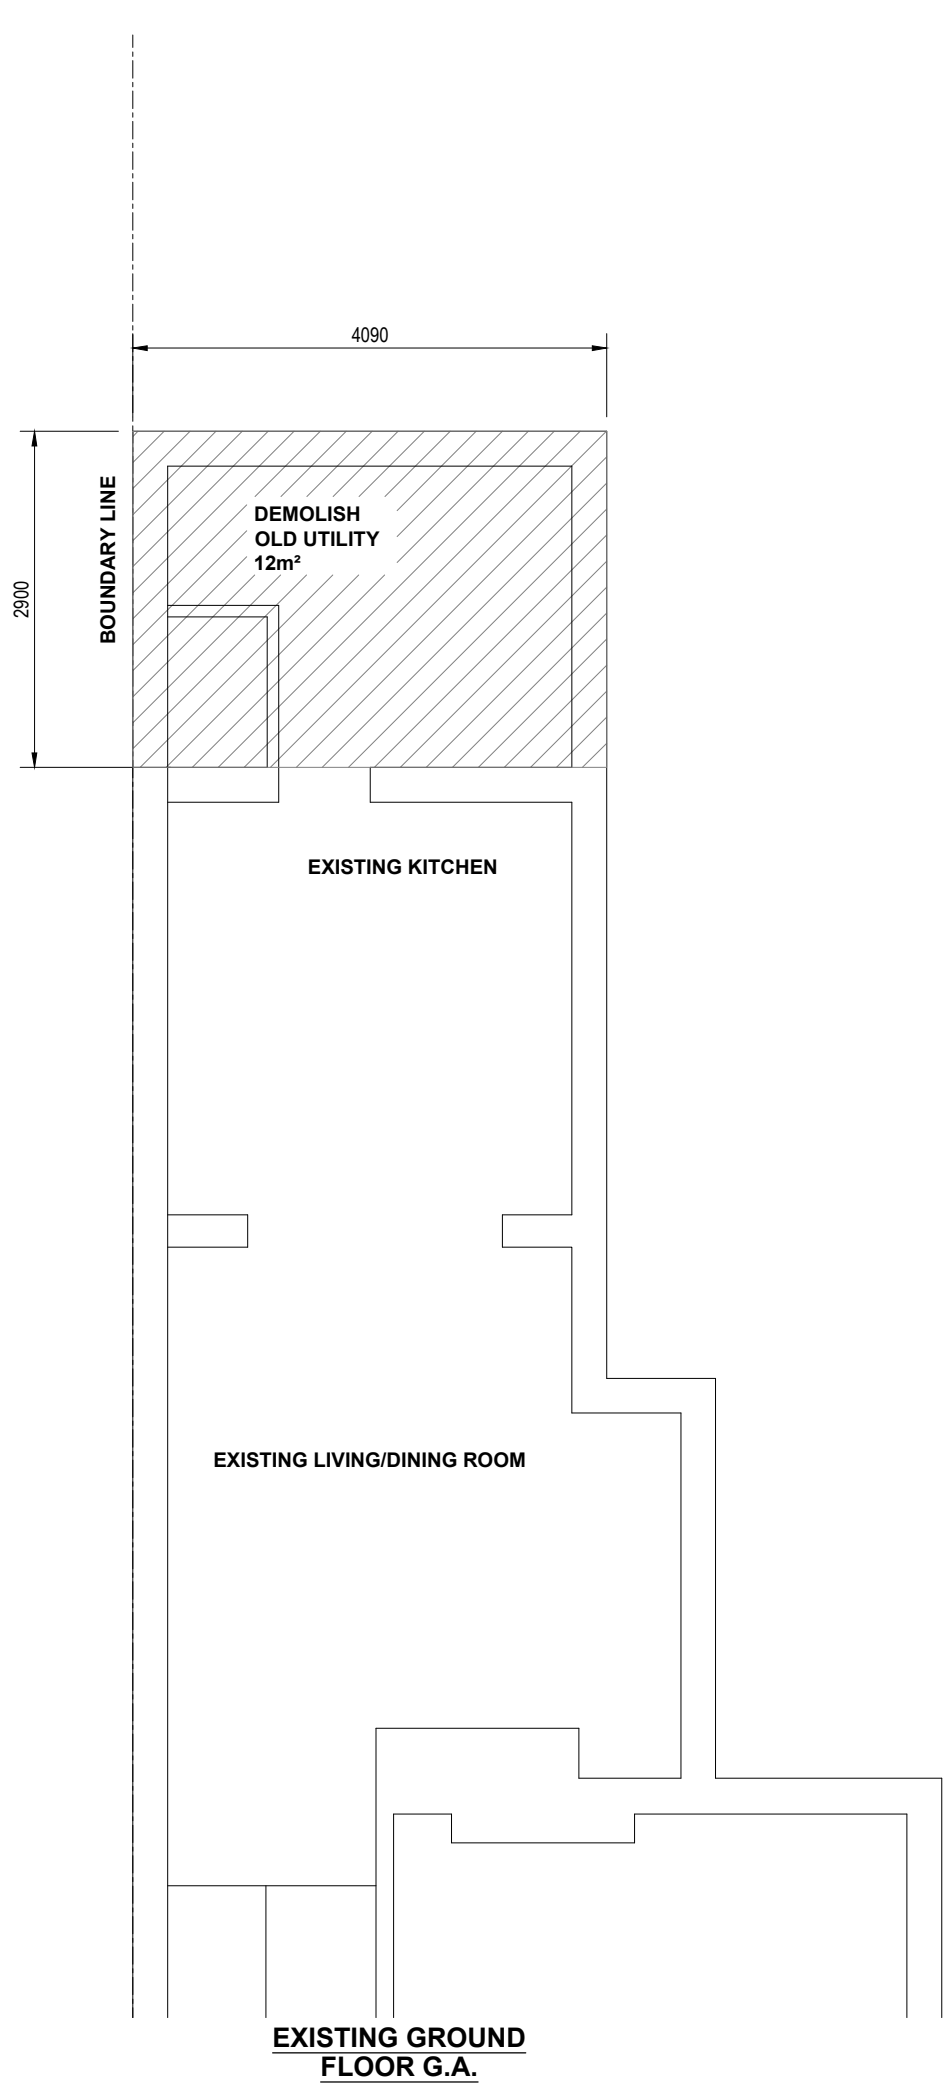 4090
BOUNDARY LINE
2900
DEMOLISH
OLD UTILITY
12m²
EXISTING KITCHEN
EXISTING LIVING/DINING ROOM
EXISTING GROUND
FLOOR G.A.